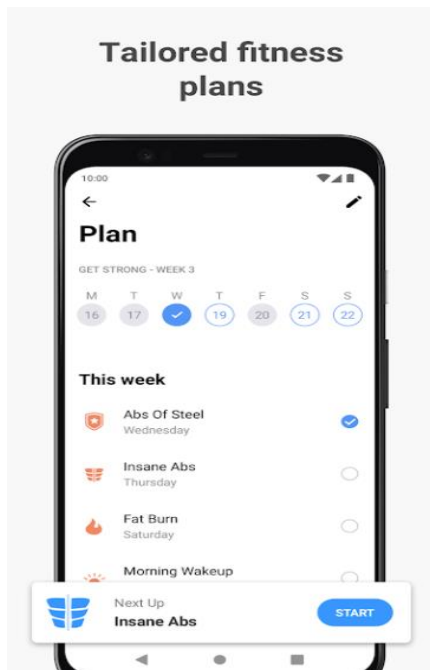 Tailored fitness
plans
10:00
Plan
GET STRONG - WEEK 3
M T W T F S S
16 17 19 20 21 22
This week
Abs Of Steel
Wednesday
Insane Abs
Thursday
Fat Burn
Saturday
Morning Wakeup
Next Up
Insane Abs
START